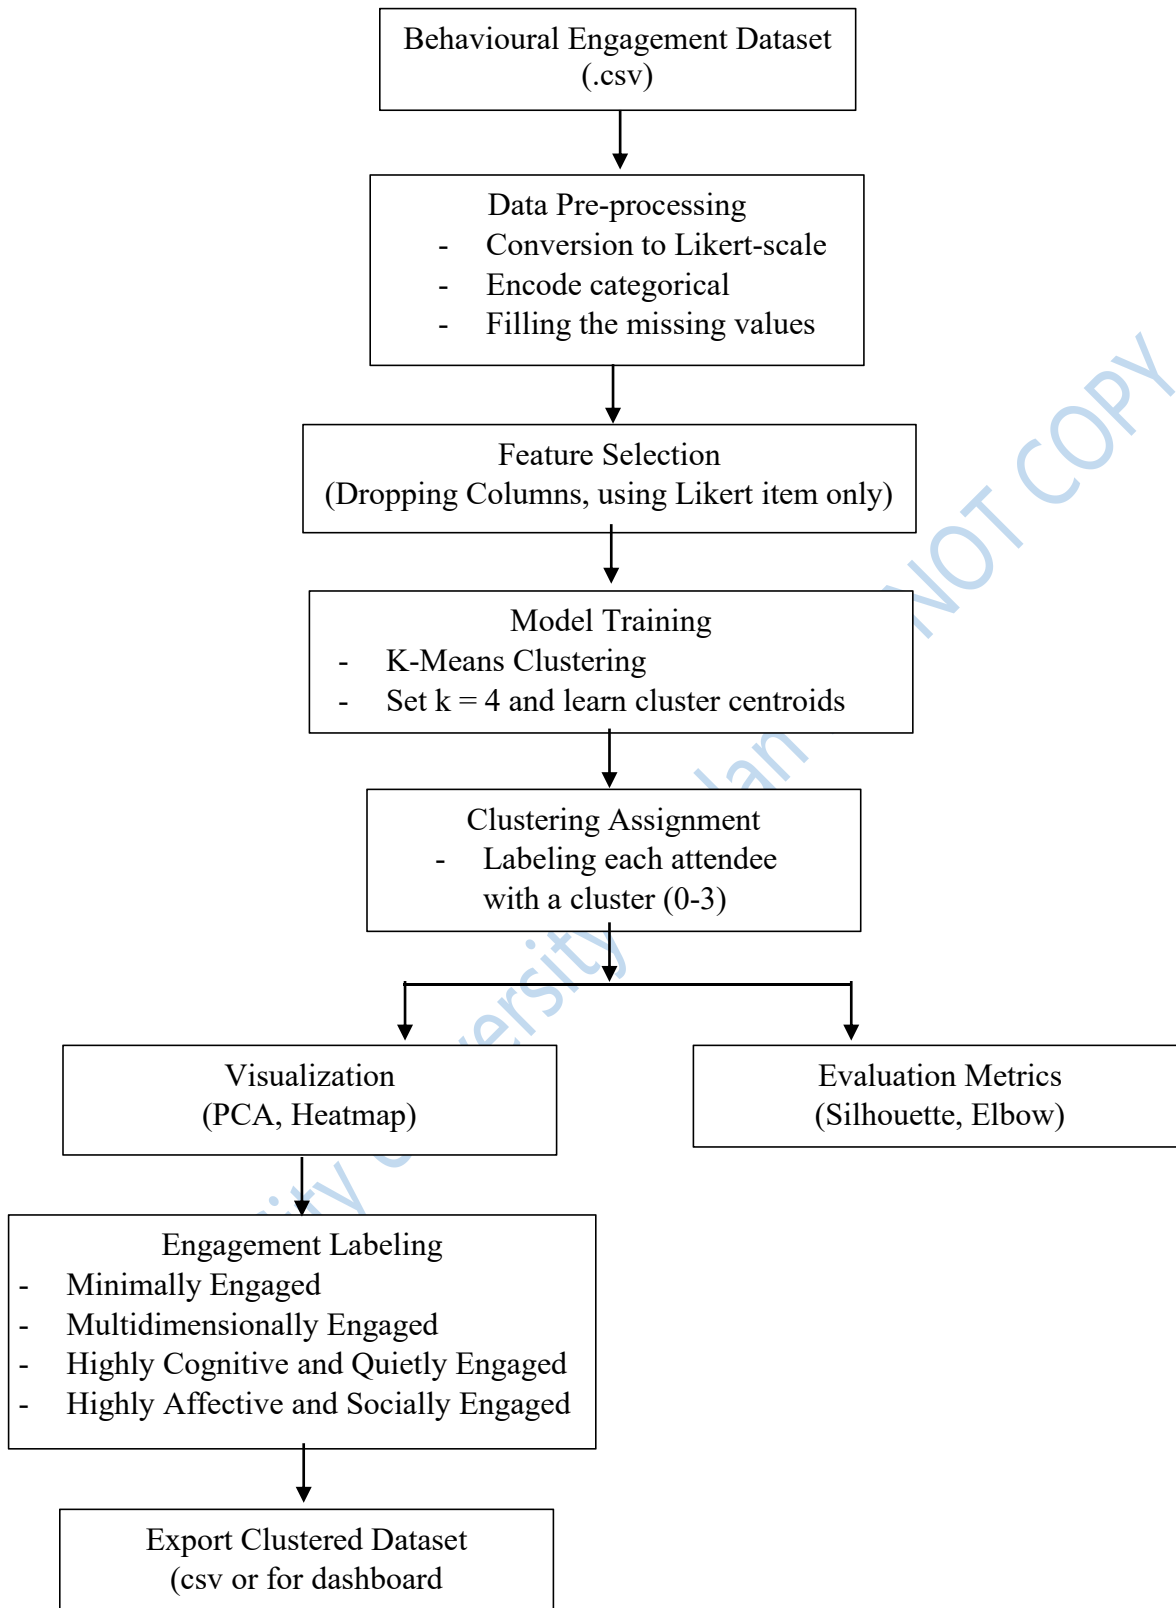 Behavioural Engagement Dataset
(.csv)
Data Pre-processing
- Conversion to Likert-scale
- Encode categorical
- Filling the missing values
Feature Selection
(Dropping Columns, using Likert item only)
Model Training
- K-Means Clustering
- Set k = 4 and learn cluster centroids
Clustering Assignment
- Labeling each attendee
with a cluster (0-3)
Visualization
(PCA, Heatmap)
Evaluation Metrics
(Silhouette, Elbow)
Engagement Labeling
- Minimally Engaged
- Multidimensionally Engaged
- Highly Cognitive and Quietly Engaged
- Highly Affective and Socially Engaged
Export Clustered Dataset
(csv or for dashboard
NOT COPY